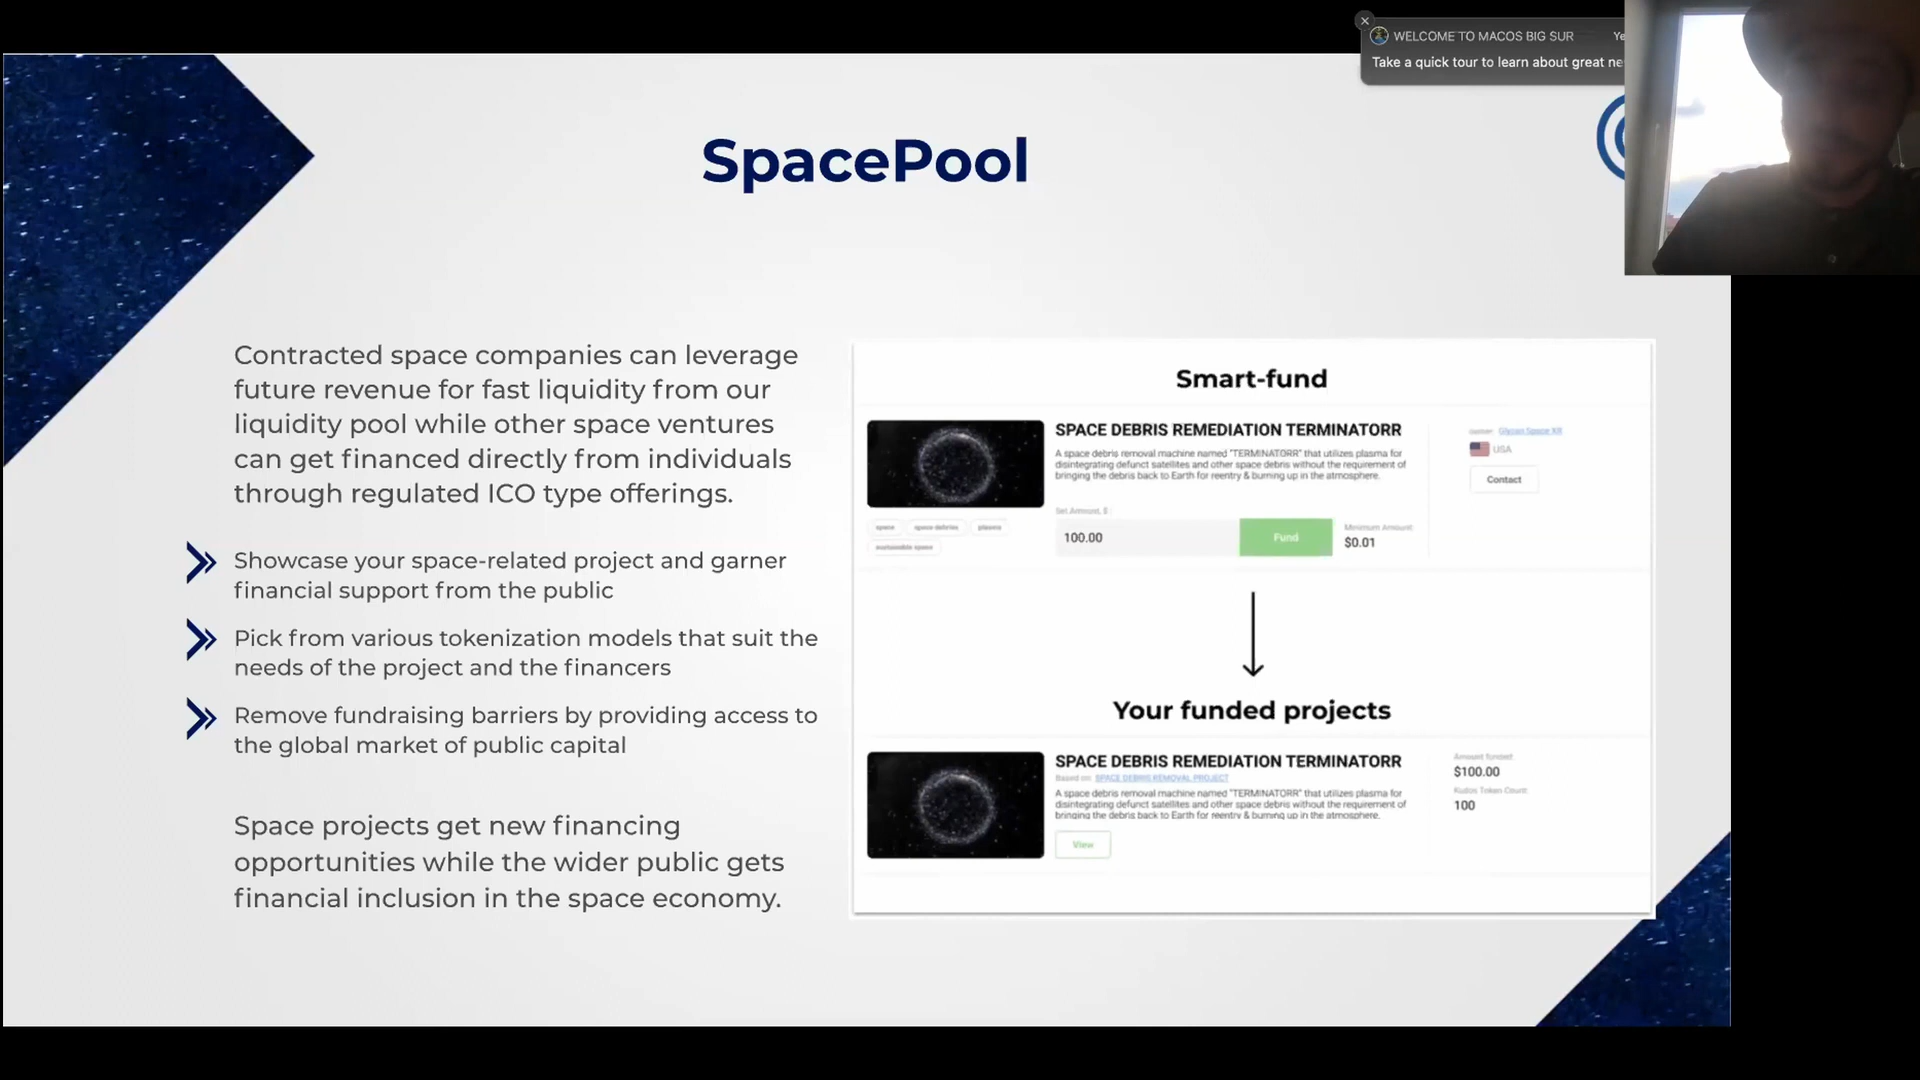 WELCOME TO MACOS BIG SUR
Ye
Take a quick tour to learn about great ne
SpacePool
Contracted space companies can leverage
future revenue for fast liquidity from our
liquidity pool while other space ventures
can get financed directly from individuals
through regulated ICO type offerings.
Showcase your space-related project and garner
financial support from the public
Pick from various tokenization models that suit the
needs of the project and the financers
Remove fundraising barriers by providing access to
the global market of public capital
Space projects get new financing
opportunities while the wider public gets
financial inclusion in the space economy.
Smart-fund
SPACE DEBRIS REMEDIATION TERMINATORR
A space debris removal machine named "TERMINATORR" that utilizes plasma for
disintegrating defunct satellites and other space debris without the requirement of
bringing the debris back to Earth for reentry & burning up in the atmosphere.
space
space debries
plasma
sustainable space
Set Amount, $ :
100.00
Fund
Minimum Amount:
$0.01
Glycan Space XR
USA
Contact
Your funded projects
SPACE DEBRIS REMEDIATION TERMINATORR
Based on: SPACE DEBRIS REMOVAL PROJECT
A space debris removal machine named "TERMINATORR" that utilizes plasma for
disintegrating defunct satellites and other space debris without the requirement of
bringing the debris back to Earth for reentry & burning up in the atmosphere.
View
Amount funded:
$100.00
Kudos Token Count:
100